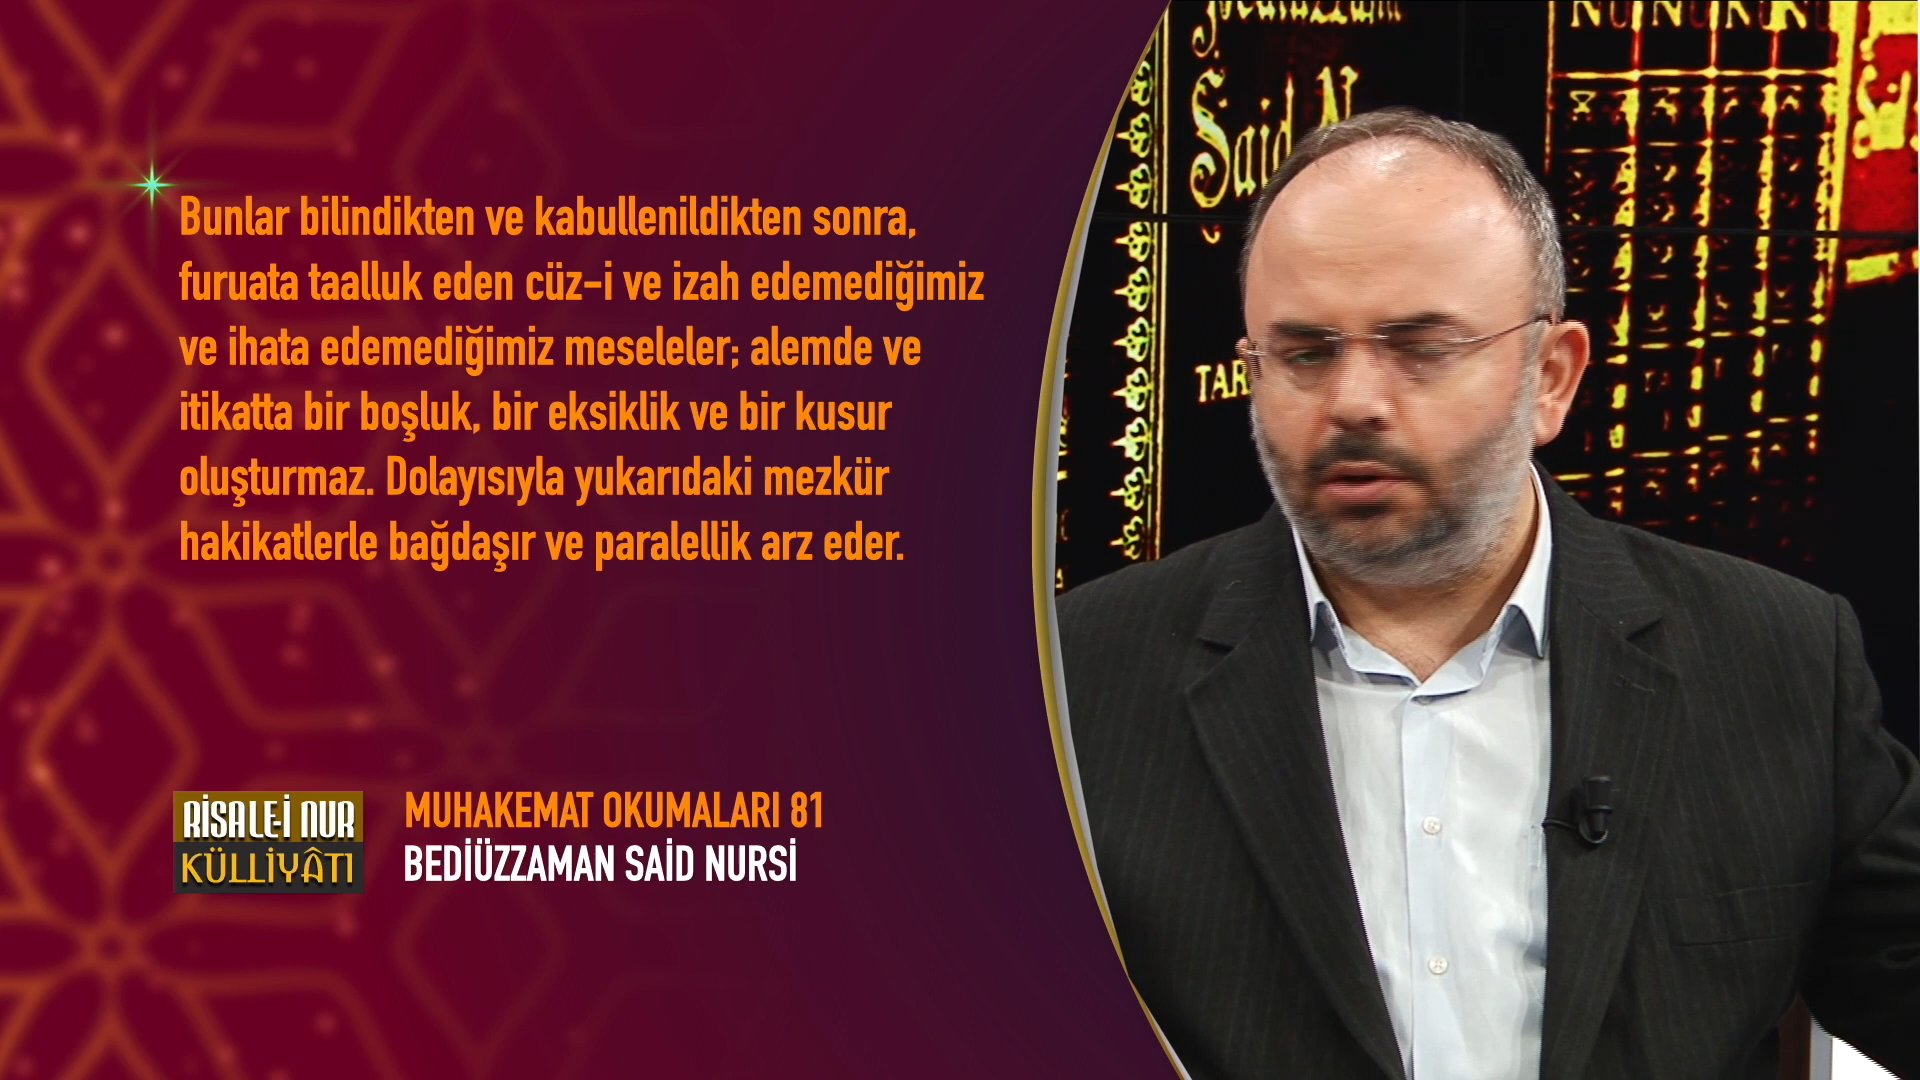 Bunlar bilindikten ve kabullenildikten sonra,
furuata taalluk eden cüz-i ve izah edemediğimiz
ve ihata edemediğimiz meseleler; alemde ve
itikatta bir boşluk, bir eksiklik ve bir kusur
oluşturmaz. Dolayısıyla yukarıdaki mezkür
hakikatlerle bağdaşır ve paralellik arz eder.
RİSALE-İ NUR
KÜLLİYÂTI
MUHAKEMAT OKUMALARI 81
BEDİÜZZAMAN SAİD NURSİ
Said N
TAR